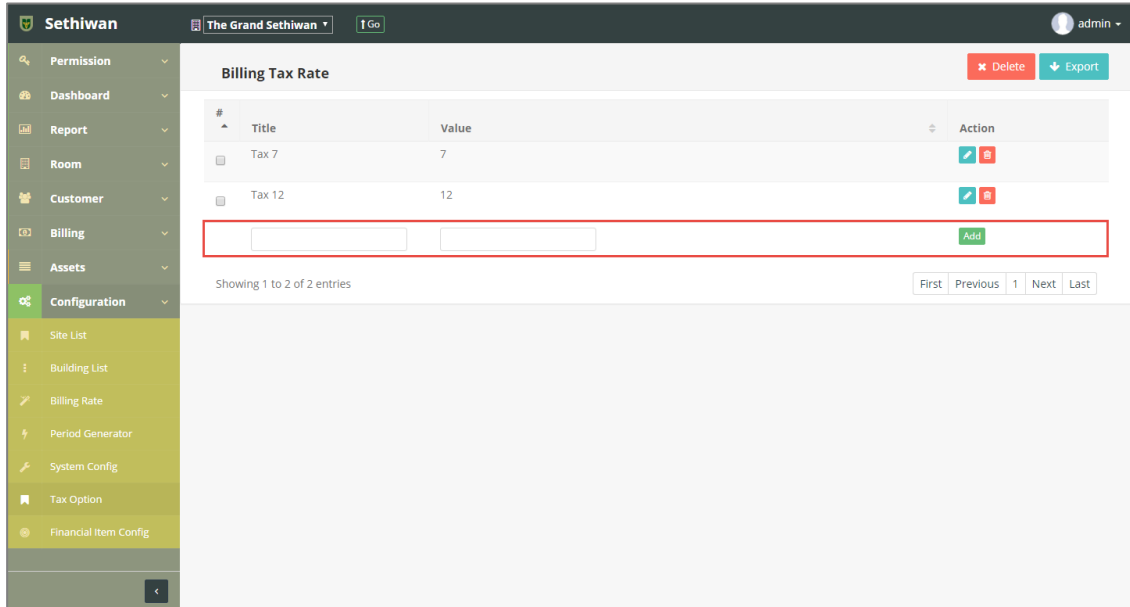 Sethiwan
The Grand Sethiwan
Go
admin
Permission
Dashboard
Report
Room
Customer
Billing
Assets
Configuration
Site List
Building List
Billing Rate
Period Generator
System Config
Tax Option
Financial Item Config
Billing Tax Rate
Delete
Export
# Title Value Action
Tax 7 7
Tax 12 12
Add
Showing 1 to 2 of 2 entries
First Previous 1 Next Last